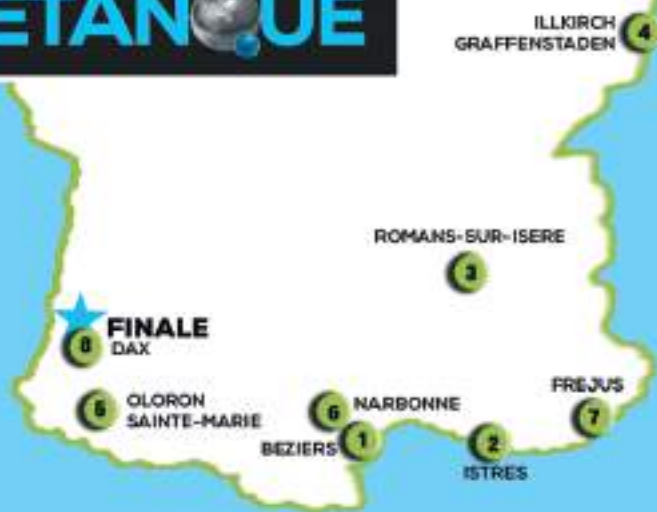 ETANQUE
ILLKIRCH
GRAFFENSTADEN
4
ROMANS-SUR-ISERE
3
FINALE
8
DAX
OLORON
SAINTE-MARIE
NARBONNE
6
BEZIERS
1
2
ISTRES
FREJUS
7